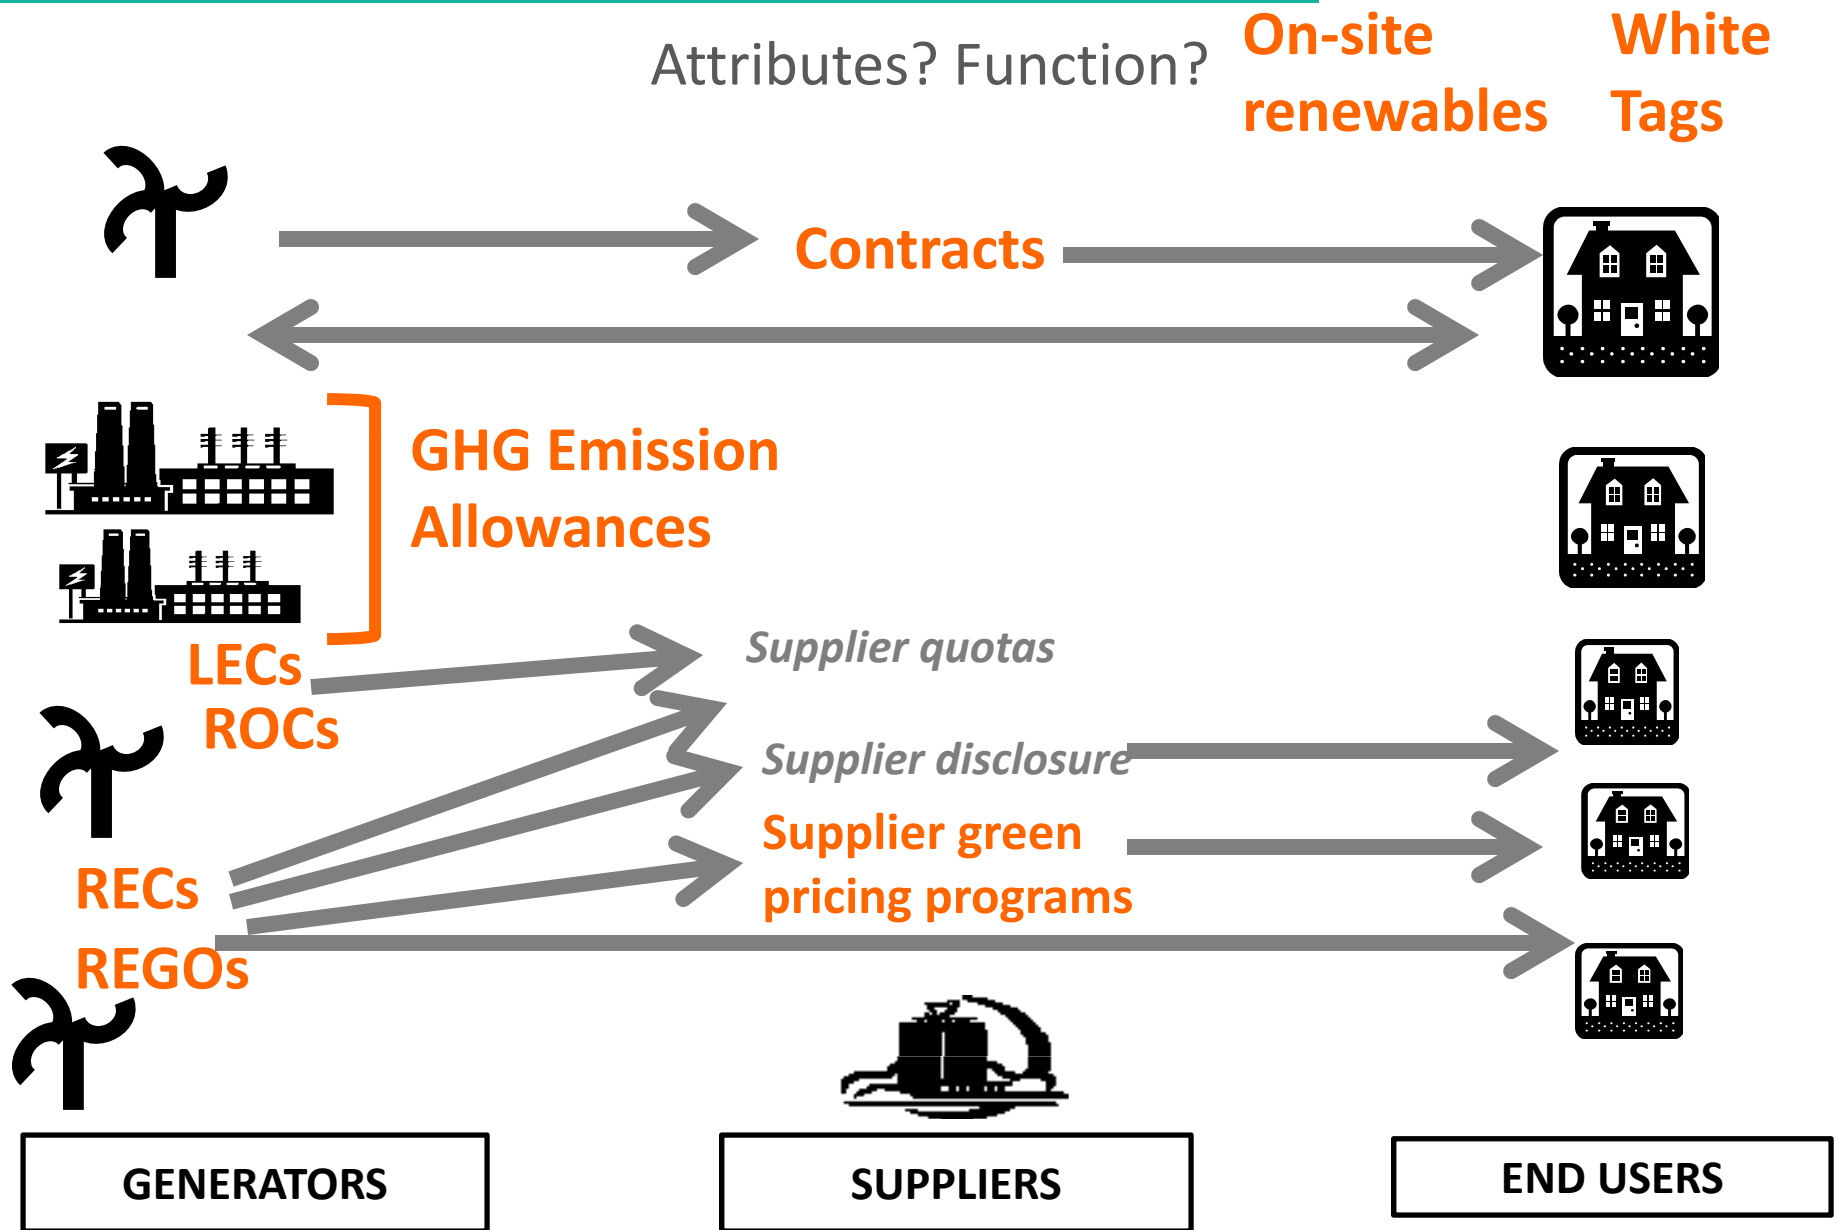 Attributes? Function?
On-site
renewables
White
Tags
Contracts
GHG Emission
Allowances
LECs
ROCs
Supplier quotas
Supplier disclosure
Supplier green
pricing programs
RECs
REGOs
GENERATORS
SUPPLIERS
END USERS